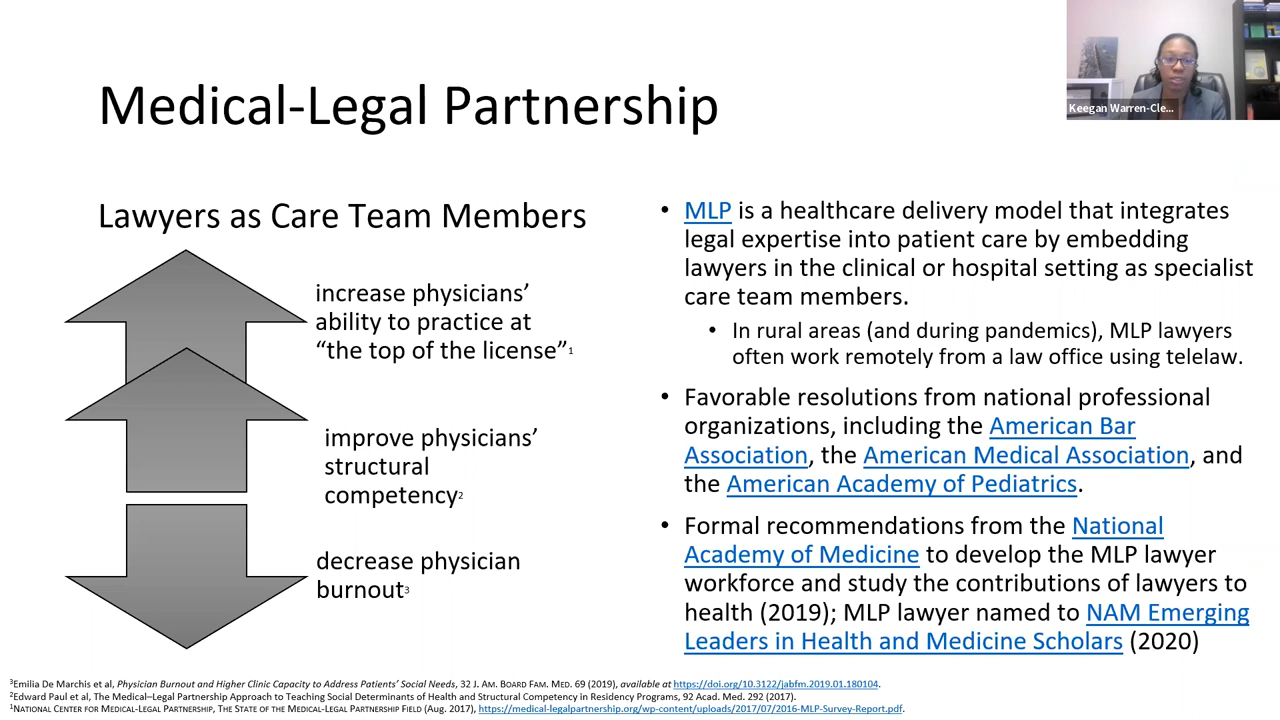 Keegan Warren-Cle...
Medical-Legal Partnership
Lawyers as Care Team Members
increase physicians’
ability to practice at
“the top of the license”1
improve physicians’
structural
competency2
decrease physician
burnout3
• MLP is a healthcare delivery model that integrates
legal expertise into patient care by embedding
lawyers in the clinical or hospital setting as specialist
care team members.
• In rural areas (and during pandemics), MLP lawyers
often work remotely from a law office using telelaw.
• Favorable resolutions from national professional
organizations, including the American Bar
Association, the American Medical Association, and
the American Academy of Pediatrics.
• Formal recommendations from the National
Academy of Medicine to develop the MLP lawyer
workforce and study the contributions of lawyers to
health (2019); MLP lawyer named to NAM Emerging
Leaders in Health and Medicine Scholars (2020)
3Emilia De Marchis et al, Physician Burnout and Higher Clinic Capacity to Address Patients’ Social Needs, 32 J. AM. BOARD FAM. MED. 69 (2019), available at https://doi.org/10.3122/jabfm.2019.01.180104.
2Edward Paul et al, The Medical–Legal Partnership Approach to Teaching Social Determinants of Health and Structural Competency in Residency Programs, 92 Acad. Med. 292 (2017).
1NATIONAL CENTER FOR MEDICAL-LEGAL PARTNERSHIP, THE STATE OF THE MEDICAL-LEGAL PARTNERSHIP FIELD (Aug. 2017), https://medical-legalpartnership.org/wp-content/uploads/2017/07/2016-MLP-Survey-Report.pdf.